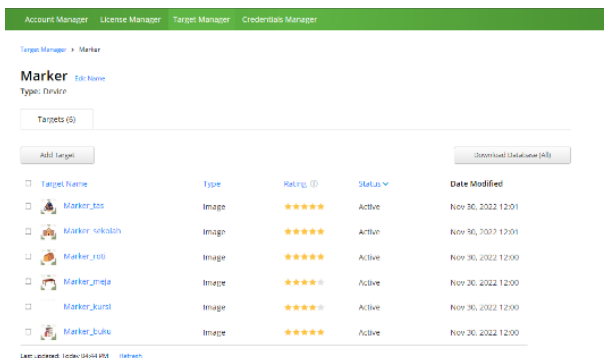 Account Manager License Manager Target Manager Credentials Manager
Target Manager > Marker
Marker Edit Name
Type: Device
Targets (6)
Add Target Download Database (All)
Target Name Type Rating Status Date Modified
Marker_tas Image Active Nov 30, 2022 12:01
Marker_sekolah Image Active Nov 30, 2022 12:01
Marker_roti Image Active Nov 30, 2022 12:00
Marker_meja Image Active Nov 30, 2022 12:00
Marker_kursi Image Active Nov 30, 2022 12:00
Marker_buku Image Active Nov 30, 2022 12:00
Last updated: Today 04:44 PM Refresh